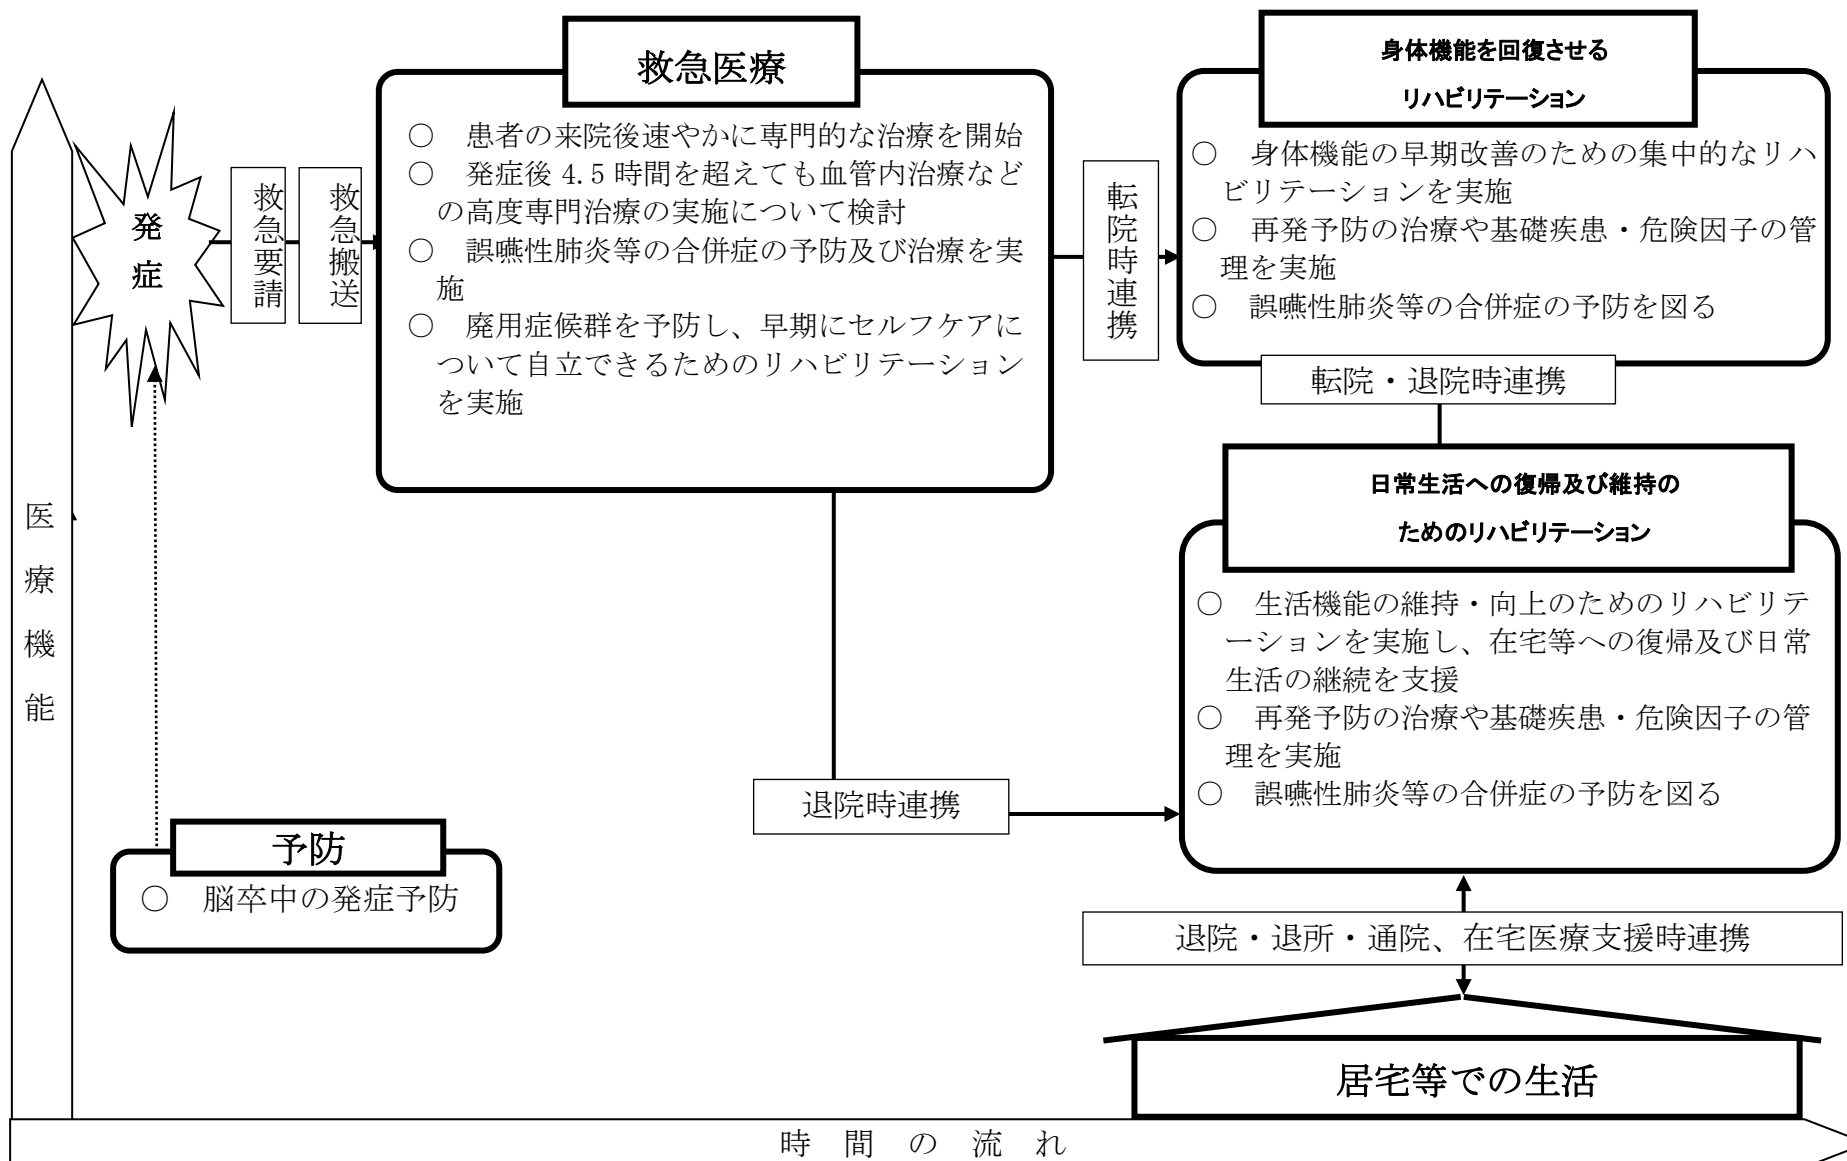 救急医療
○ 患者の来院後速やかに専門的な治療を開始
○ 発症後 4.5 時間を超えても血管内治療など
の高度専門治療の実施について検討
○ 誤嚥性肺炎等の合併症の予防及び治療を実
施
○ 廃用症候群を予防し、早期にセルフケアに
ついて自立できるためのリハビリテーション
を実施
身体機能を回復させる
リハビリテーション
○ 身体機能の早期改善のための集中的なリハ
ビリテーションを実施
○ 再発予防の治療や基礎疾患・危険因子の管
理を実施
○ 誤嚥性肺炎等の合併症の予防を図る
発症
救急要請
救急搬送
転院時連携
転院・退院時連携
日常生活への復帰及び維持の
ためのリハビリテーション
○ 生活機能の維持・向上のためのリハビリテ
ーションを実施し、在宅等への復帰及び日常
生活の継続を支援
○ 再発予防の治療や基礎疾患・危険因子の管
理を実施
○ 誤嚥性肺炎等の合併症の予防を図る
医療機能
退院時連携
予防
○ 脳卒中の発症予防
退院・退所・通院、在宅医療支援時連携
居宅等での生活
時間の流れ